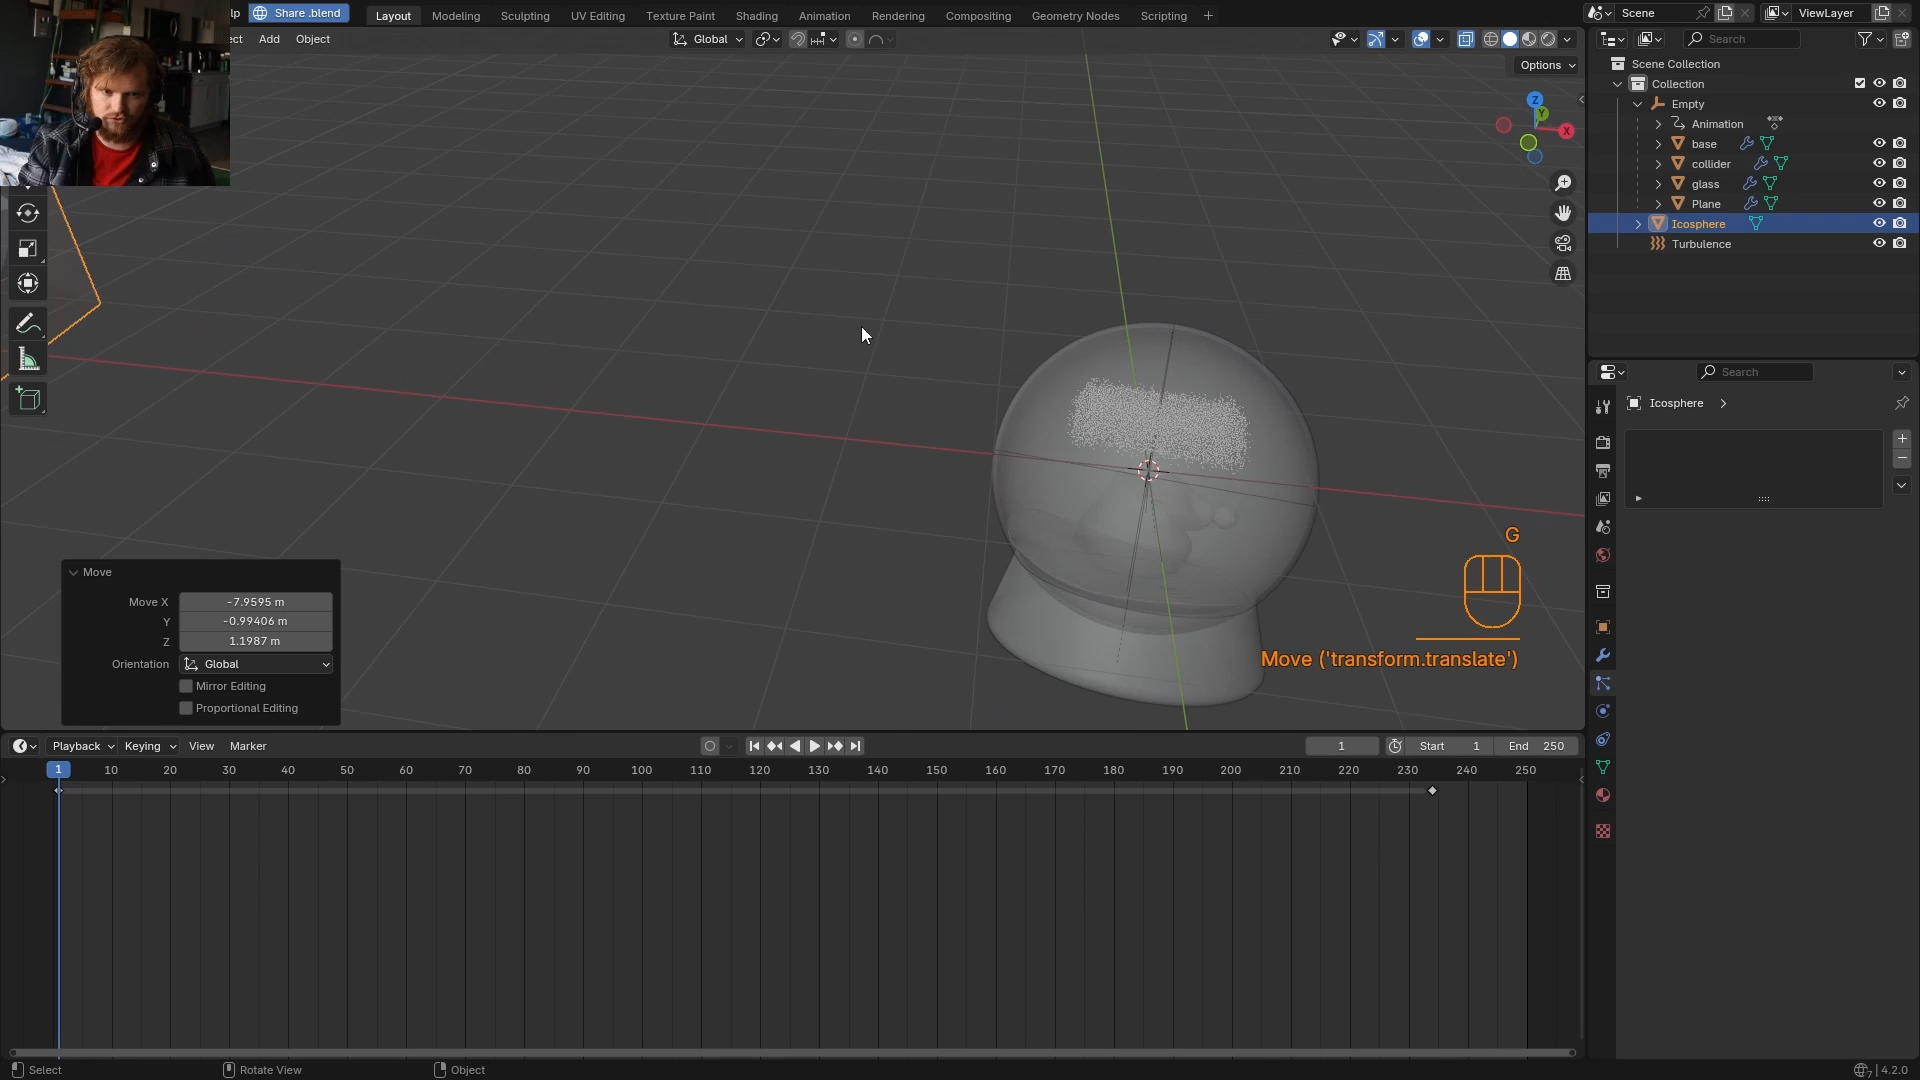 lp Share .blend Layout Modeling Sculpting UV Editing Texture Paint Shading Animation Rendering Compositing Geometry Nodes Scripting + Scene ViewLayer
ect Add Object Global Search
Options
Z
Y
X
Scene Collection
Collection
Empty
Animation
base
collider
glass
Plane
Icosphere
Turbulence
Search
Icosphere
G
Move
Move X -7.9595 m
Y -0.99406 m
Z 1.1987 m
Orientation Global
Mirror Editing
Proportional Editing
Move ('transform.translate')
Playback Keying View Marker 1 Start 1 End 250
1 10 20 30 40 50 60 70 80 90 100 110 120 130 140 150 160 170 180 190 200 210 220 230 240 250
Select Rotate View Object 4.2.0